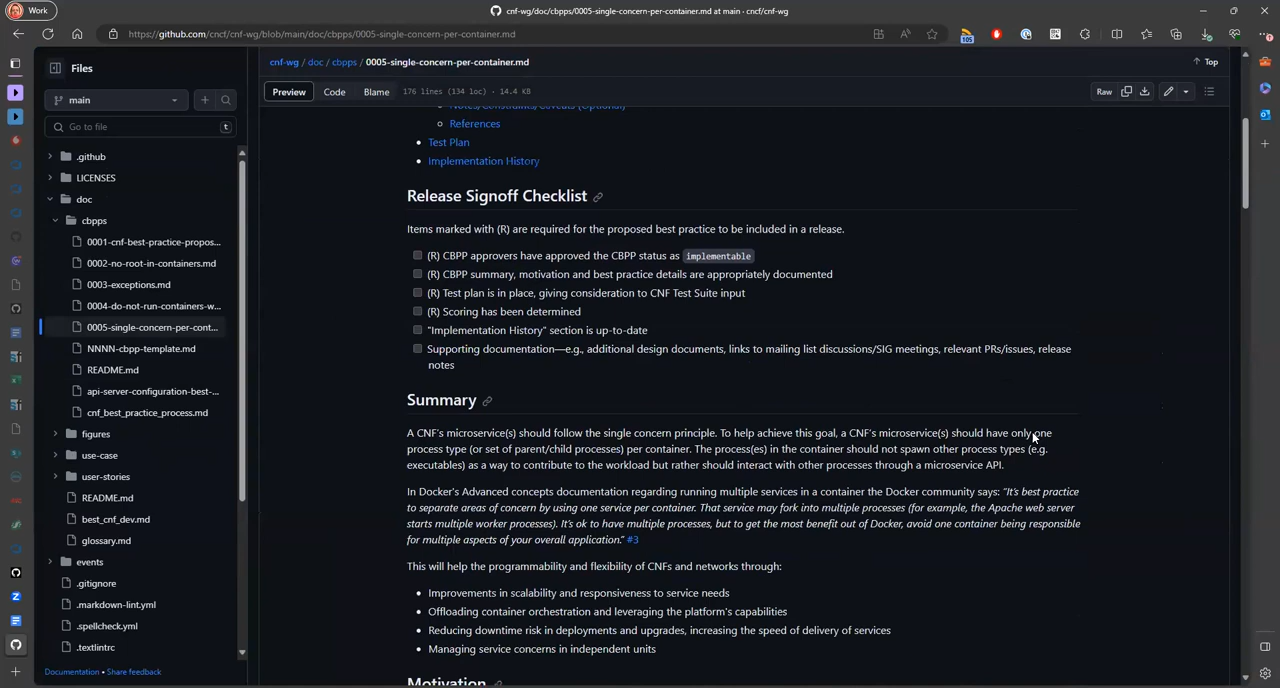 Work
cnf-wg/doc/cbpps/0005-single-concern-per-container.md at main · cncf/cnf-wg
https://github.com/cncf/cnf-wg/blob/main/doc/cbpps/0005-single-concern-per-container.md
105
Files
main
Go to file
t
.github
LICENSES
doc
cbpps
0001-cnf-best-practice-propos...
0002-no-root-in-containers.md
0003-exceptions.md
0004-do-not-run-containers-w...
0005-single-concern-per-cont...
NNNN-cbpp-template.md
README.md
api-server-configuration-best-...
cnf_best_practice_process.md
figures
use-case
user-stories
README.md
best_cnf_dev.md
glossary.md
events
.gitignore
.markdown-lint.yml
.spellcheck.yml
.textlintrc
Documentation • Share feedback
cnf-wg / doc / cbpps / 0005-single-concern-per-container.md
Top
Preview Code Blame 176 lines (134 loc) · 14.4 KB
Raw
Notes/Constraints/Caveats (Optional)
References
Test Plan
Implementation History
Release Signoff Checklist
Items marked with (R) are required for the proposed best practice to be included in a release.
(R) CBPP approvers have approved the CBPP status as implementable
(R) CBPP summary, motivation and best practice details are appropriately documented
(R) Test plan is in place, giving consideration to CNF Test Suite input
(R) Scoring has been determined
"Implementation History" section is up-to-date
Supporting documentation—e.g., additional design documents, links to mailing list discussions/SIG meetings, relevant PRs/issues, release
notes
Summary
A CNF's microservice(s) should follow the single concern principle. To help achieve this goal, a CNF's microservice(s) should have only one
process type (or set of parent/child processes) per container. The process(es) in the container should not spawn other process types (e.g.
executables) as a way to contribute to the workload but rather should interact with other processes through a microservice API.
In Docker's Advanced concepts documentation regarding running multiple services in a container the Docker community says: "It's best practice
to separate areas of concern by using one service per container. That service may fork into multiple processes (for example, the Apache web server
starts multiple worker processes). It's ok to have multiple processes, but to get the most benefit out of Docker, avoid one container being responsible
for multiple aspects of your overall application." #3
This will help the programmability and flexibility of CNFs and networks through:
Improvements in scalability and responsiveness to service needs
Offloading container orchestration and leveraging the platform's capabilities
Reducing downtime risk in deployments and upgrades, increasing the speed of delivery of services
Managing service concerns in independent units
Motivation